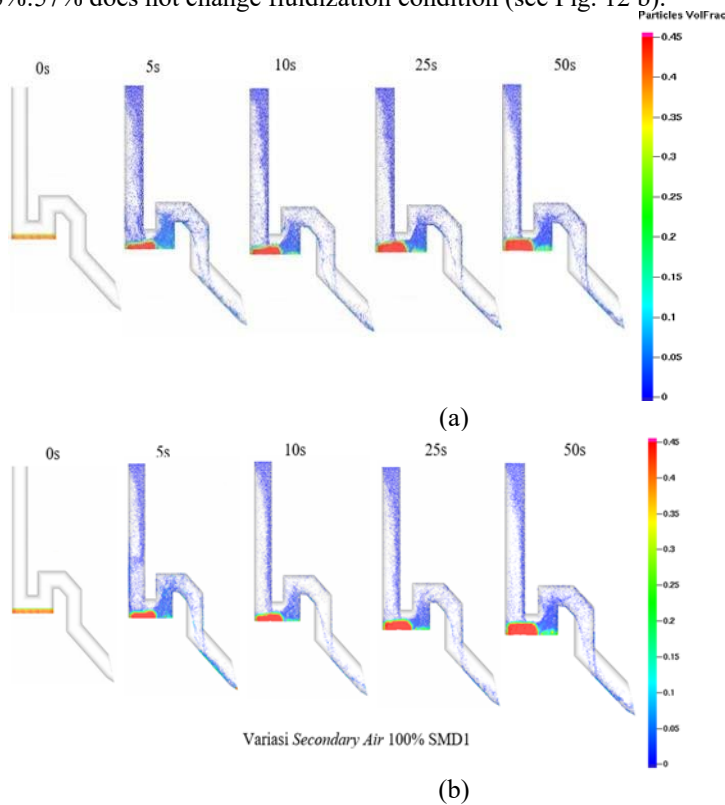 %.57% does not change fluidization condition (see Fig. 12 b).
Particles VolFrac
0s 5s 10s 25s 50s
0.45
0.4
0.35
0.3
0.25
0.2
0.15
0.1
0.05
0
(a)
0s 5s 10s 25s 50s
0.45
0.4
0.35
0.3
0.25
0.2
0.15
0.1
0.05
0
Variasi Secondary Air 100% SMD1
(b)